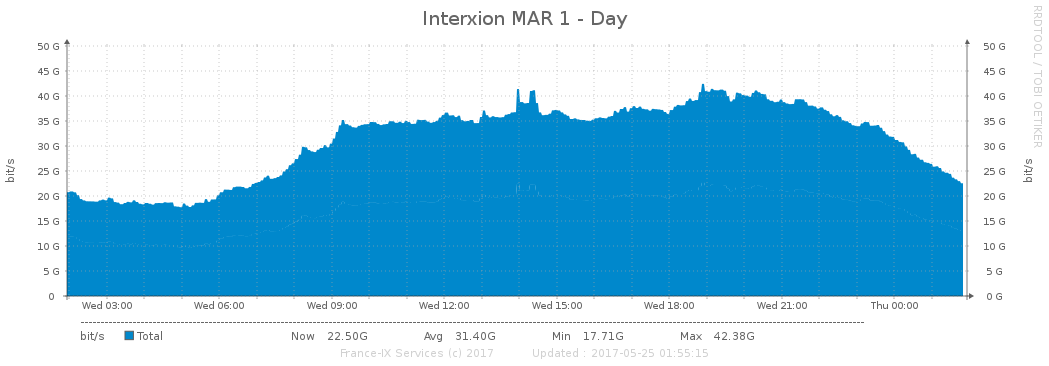 Interxion MAR 1 - Day
RRDTOOL / TOBI OETIKER
50 G 50 G
45 G 45 G
40 G 40 G
35 G 35 G
30 G 30 G
25 G 25 G
20 G 20 G
15 G 15 G
10 G 10 G
5 G 5 G
0 0 G
bit/s bit/s
Wed 03:00 Wed 06:00 Wed 09:00 Wed 12:00 Wed 15:00 Wed 18:00 Wed 21:00 Thu 00:00
bit/s Total Now 22.50G Avg 31.40G Min 17.71G Max 42.38G
France-IX Services (c) 2017 Updated : 2017-05-25 01:55:15